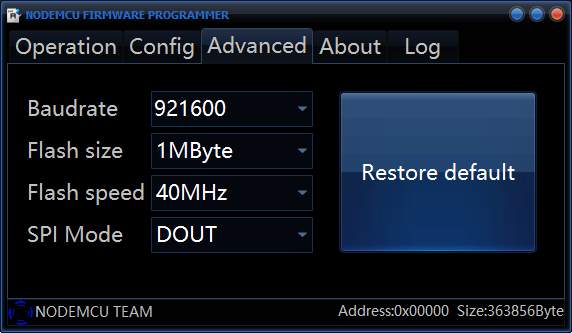 NODEMCU FIRMWARE PROGRAMMER
Operation Config Advanced About Log
Baudrate 921600
Flash size 1MByte
Restore default
Flash speed 40MHz
SPI Mode DOUT
NODEMCU TEAM Address:0x00000 Size:363856Byte